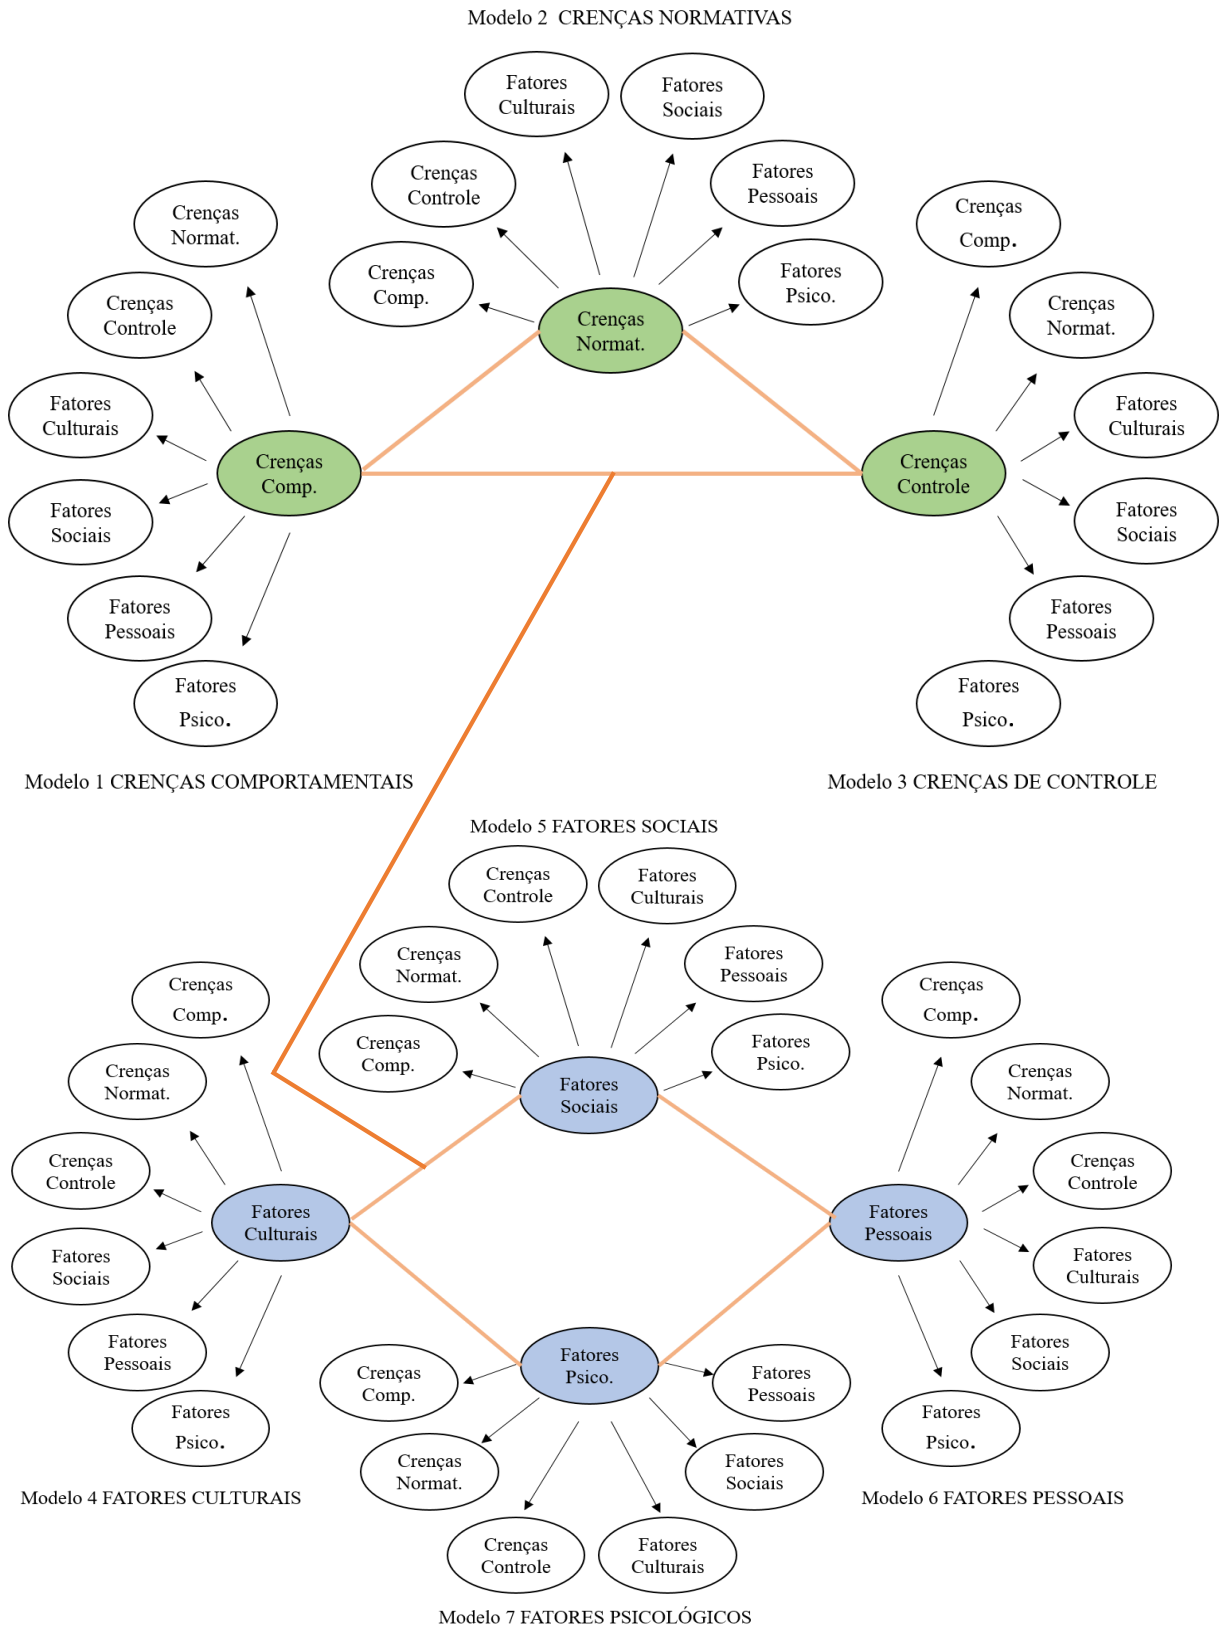 Modelo 2  CRENÇAS NORMATIVAS
Fatores
Culturais
Fatores
Sociais
Crenças
Controle
Fatores
Pessoais
Crenças
Comp.
Fatores
Psico.
Crenças
Normat.
Crenças
Normat.
Crenças
Controle
Fatores
Culturais
Fatores
Sociais
Fatores
Pessoais
Fatores
Psico.
Crenças
Comp.
Modelo 1 CRENÇAS COMPORTAMENTAIS
Crenças
Comp.
Crenças
Normat.
Fatores
Culturais
Fatores
Sociais
Fatores
Pessoais
Fatores
Psico.
Crenças
Controle
Modelo 3 CRENÇAS DE CONTROLE
Modelo 5 FATORES SOCIAIS
Crenças
Controle
Fatores
Culturais
Crenças
Normat.
Fatores
Pessoais
Crenças
Comp.
Fatores
Psico.
Fatores
Sociais
Crenças
Comp.
Crenças
Normat.
Crenças
Controle
Fatores
Sociais
Fatores
Pessoais
Fatores
Psico.
Fatores
Culturais
Modelo 4 FATORES CULTURAIS
Crenças
Comp.
Crenças
Normat.
Crenças
Controle
Fatores
Culturais
Fatores
Sociais
Fatores
Psico.
Fatores
Pessoais
Modelo 6 FATORES PESSOAIS
Fatores
Psico.
Crenças
Comp.
Fatores
Pessoais
Crenças
Normat.
Fatores
Sociais
Crenças
Controle
Fatores
Culturais
Modelo 7 FATORES PSICOLÓGICOS